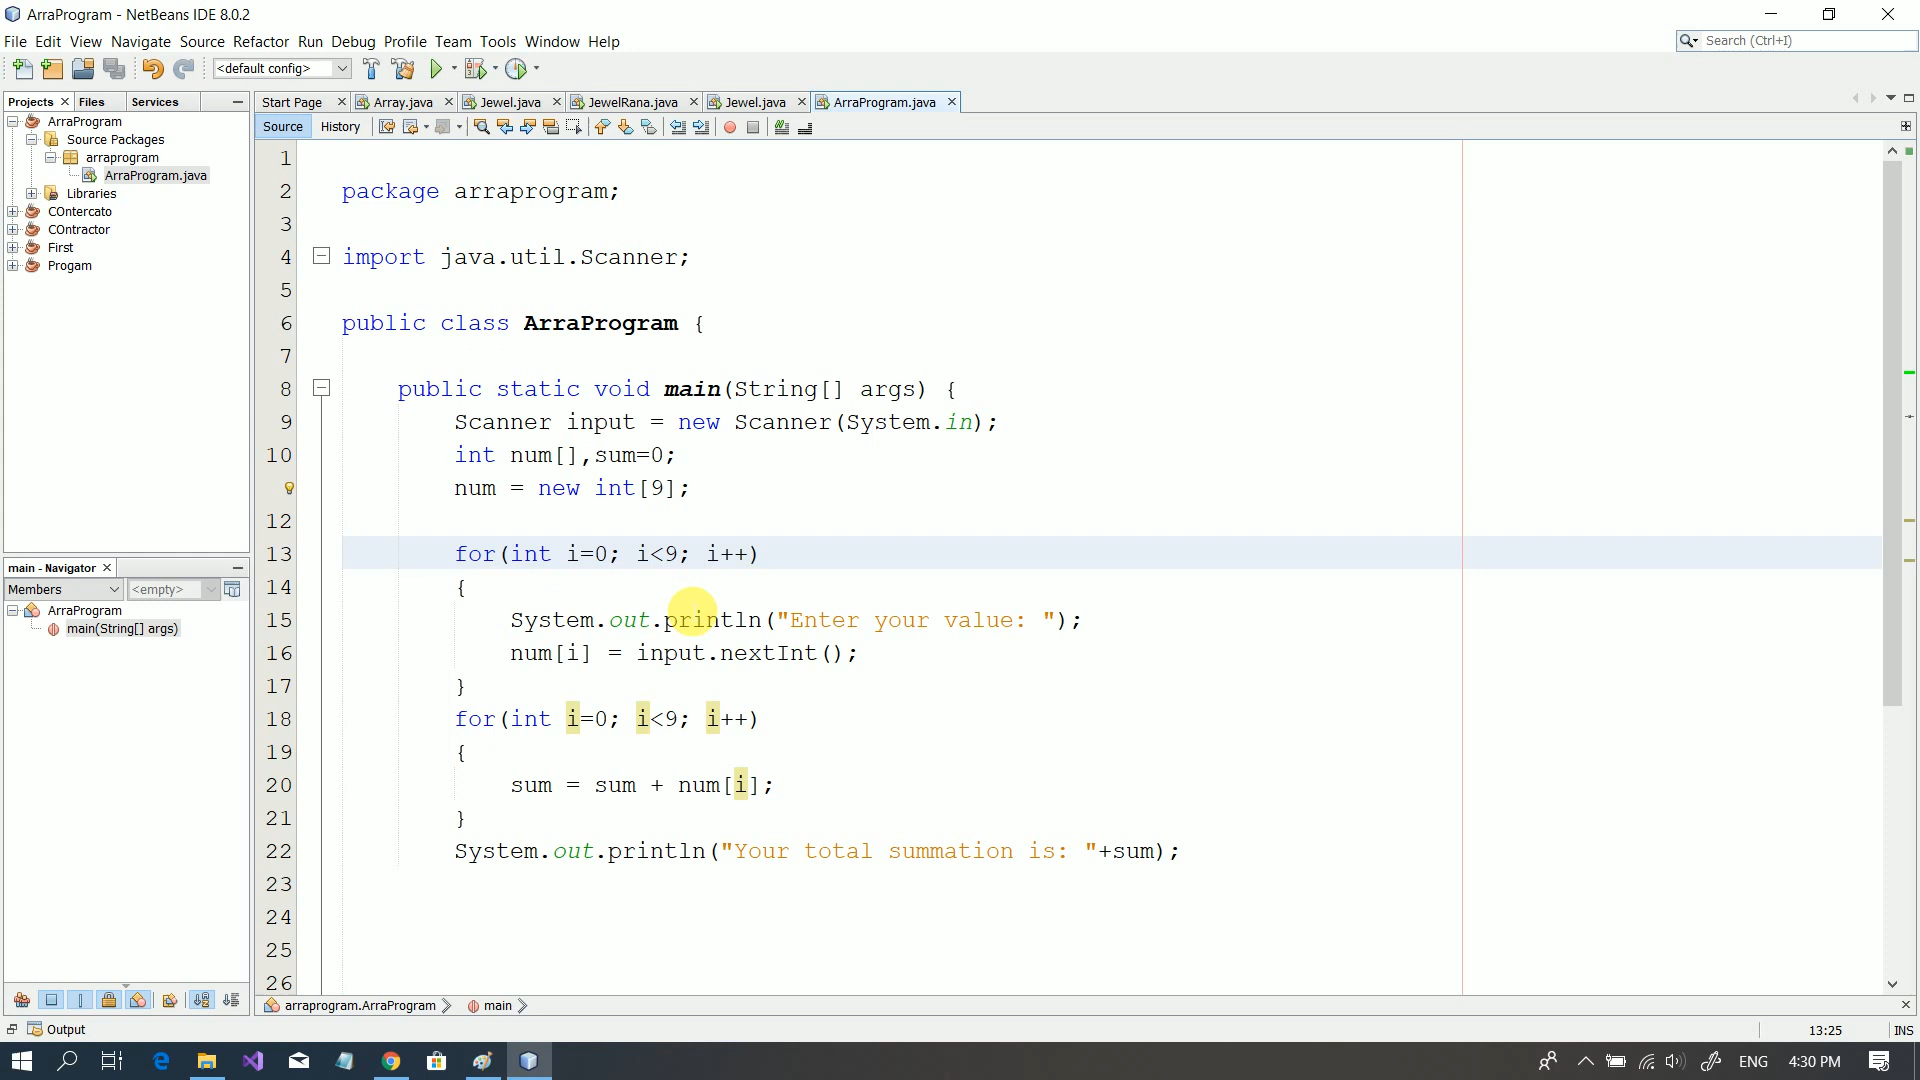 ArraProgram - NetBeans IDE 8.0.2
File Edit View Navigate Source Refactor Run Debug Profile Team Tools Window Help
Search (Ctrl+I)
<default config>
Projects Files Services
Start Page Array.java Jewel.java JewelRana.java Jewel.java ArraProgram.java
Source History
ArraProgram
Source Packages
arraprogram
ArraProgram.java
Libraries
COntercato
COntractor
First
Progam
main - Navigator
Members <empty>
ArraProgram
main(String[] args)
1
2 package arraprogram;
3
4 import java.util.Scanner;
5
6 public class ArraProgram {
7
8 public static void main(String[] args) {
9 Scanner input = new Scanner(System.in);
10 int num[],sum=0;
num = new int[9];
12
13 for(int i=0; i<9; i++)
14 {
15 System.out.println("Enter your value: ");
16 num[i] = input.nextInt();
17 }
18 for(int i=0; i<9; i++)
19 {
20 sum = sum + num[i];
21 }
22 System.out.println("Your total summation is: "+sum);
23
24
25
26
arraprogram.ArraProgram main
Output
13:25 INS
ENG 4:30 PM